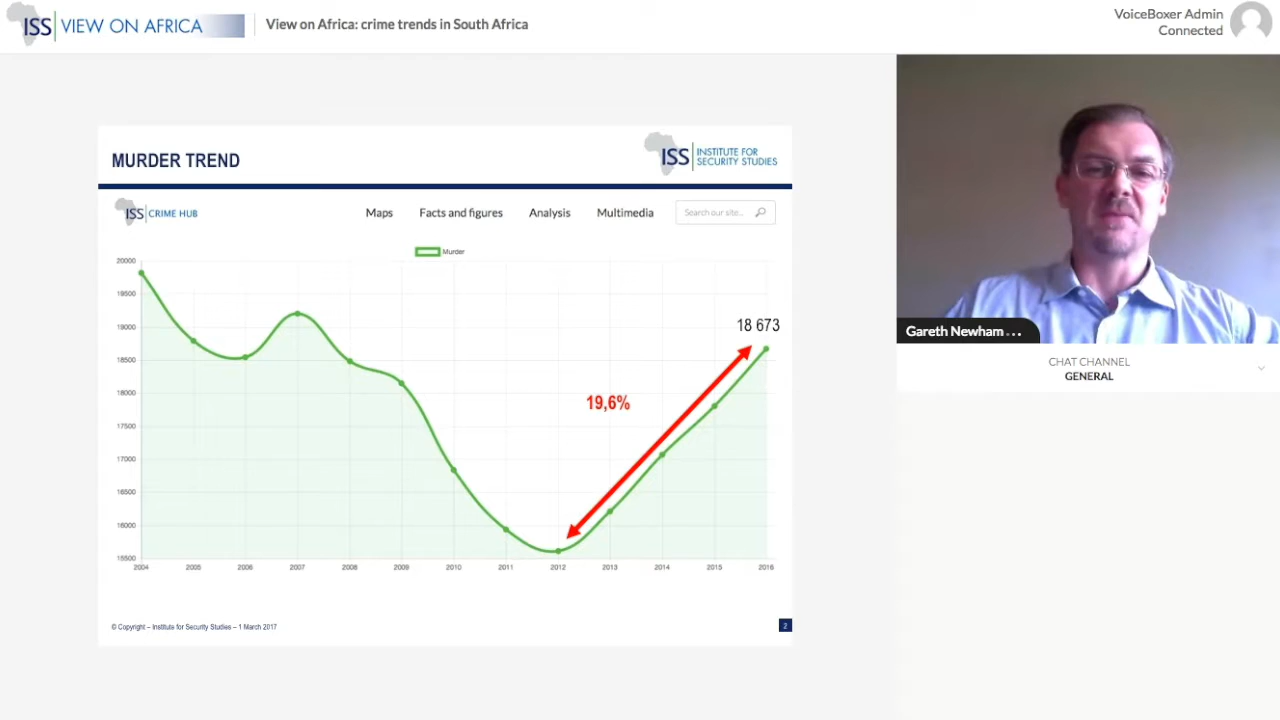 ISS VIEW ON AFRICA
View on Africa: crime trends in South Africa
VoiceBoxer Admin
Connected
MURDER TREND
ISS INSTITUTE FOR
SECURITY STUDIES
ISS CRIME HUB
Maps
Facts and figures
Analysis
Multimedia
Search our site...
Murder
20000
19500
19000
18500
18000
17500
17000
16500
16000
15500
18 673
19,6%
2004
2005
2006
2007
2008
2009
2010
2011
2012
2013
2014
2015
2016
© Copyright – Institute for Security Studies – 1 March 2017
2
Gareth Newham...
CHAT CHANNEL
GENERAL